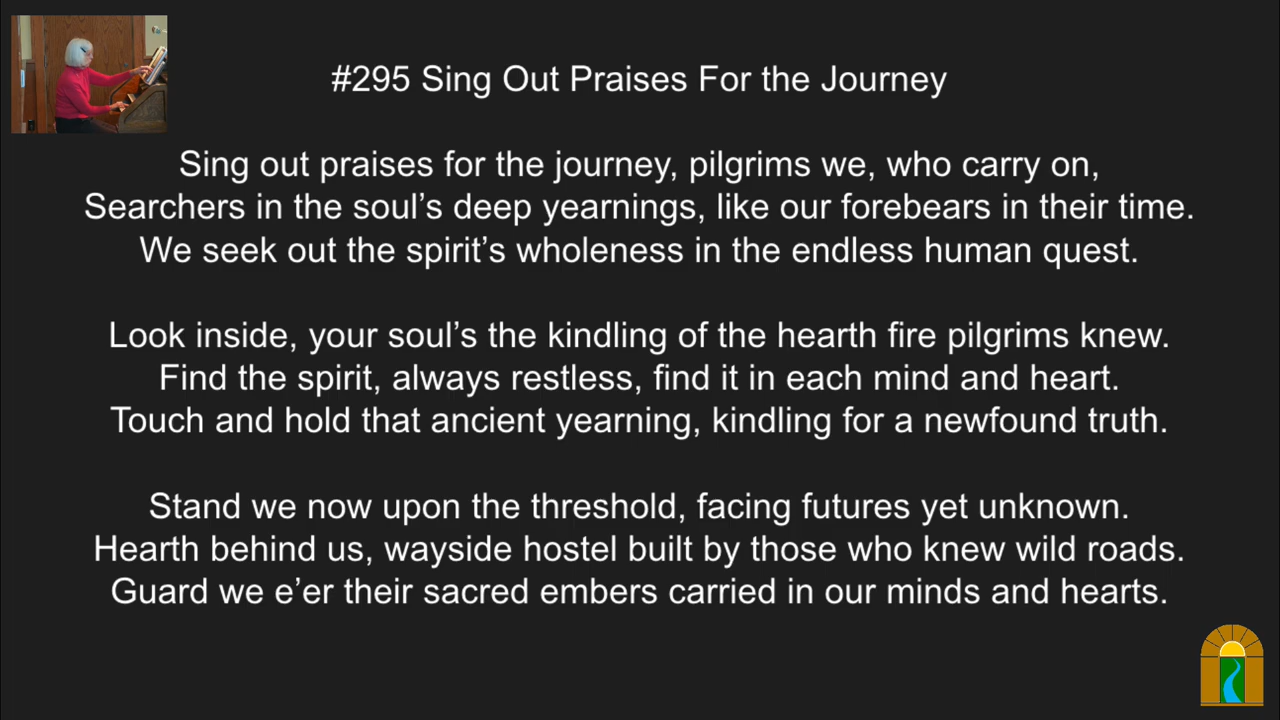 #295 Sing Out Praises For the Journey
Sing out praises for the journey, pilgrims we, who carry on,
Searchers in the soul’s deep yearnings, like our forebears in their time.
We seek out the spirit’s wholeness in the endless human quest.
Look inside, your soul’s the kindling of the hearth fire pilgrims knew.
Find the spirit, always restless, find it in each mind and heart.
Touch and hold that ancient yearning, kindling for a newfound truth.
Stand we now upon the threshold, facing futures yet unknown.
Hearth behind us, wayside hostel built by those who knew wild roads.
Guard we e’er their sacred embers carried in our minds and hearts.